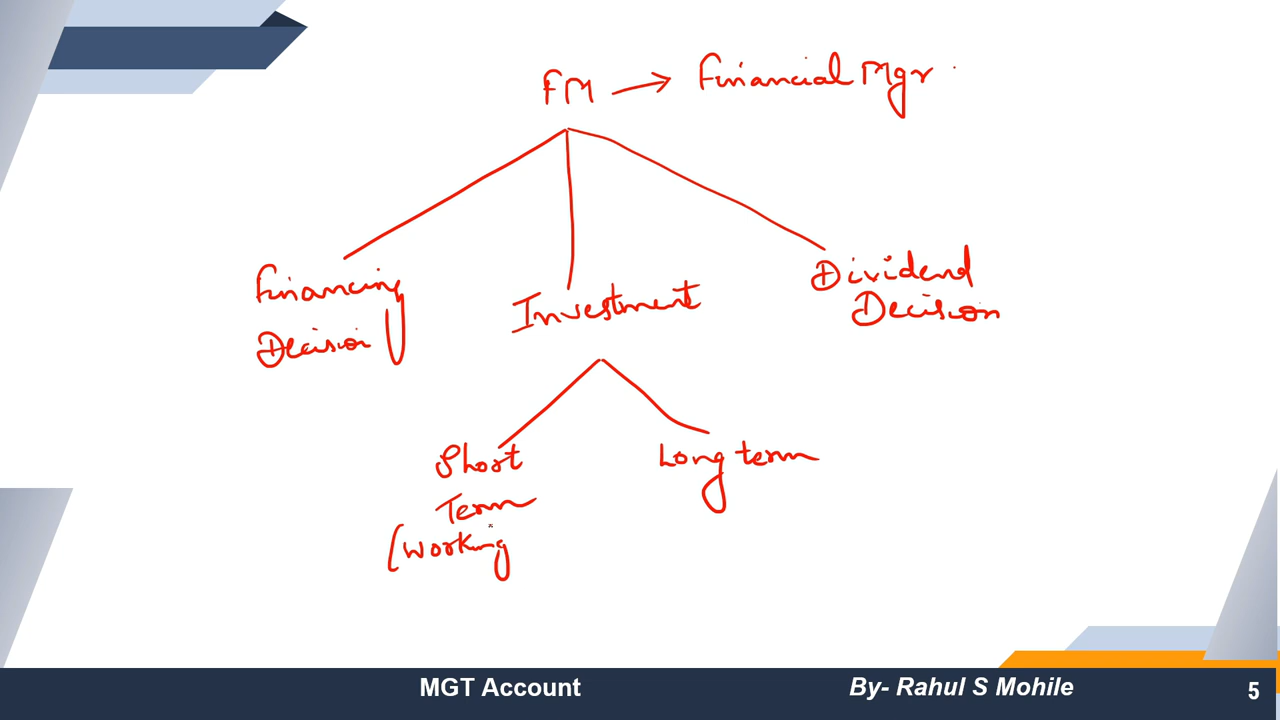 FM → Financial Mgr
Financing
Decision
Investment
Dividend
Decision
Short
Term
(Working
Long term
MGT Account
By- Rahul S Mohile
5